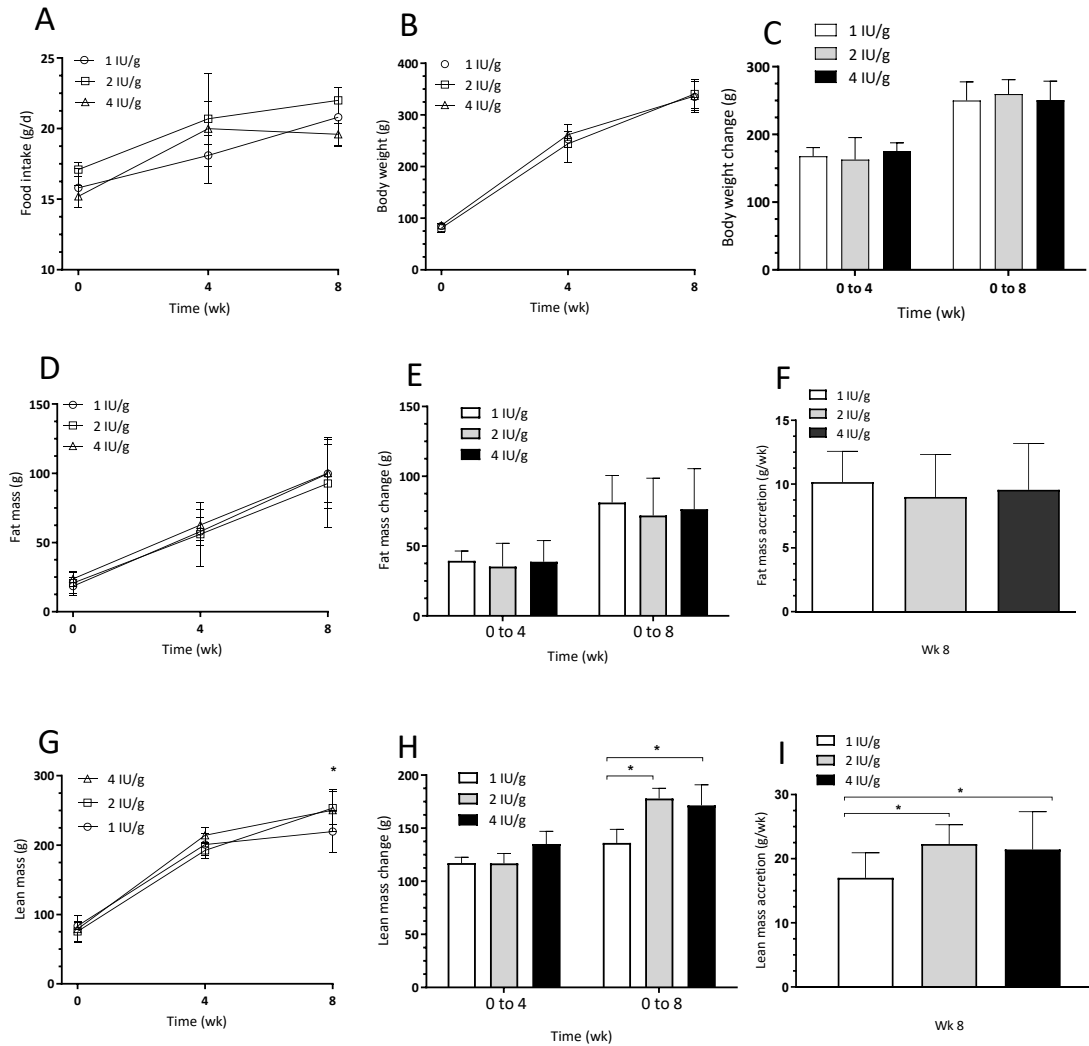 A
1 IU/g
2 IU/g
4 IU/g
25
20
15
10
Food intake (g/d)
0 4 8
Time (wk)
B
1 IU/g
2 IU/g
4 IU/g
400
300
200
100
0
Body weight (g)
0 4 8
Time (wk)
C
1 IU/g
2 IU/g
4 IU/g
300
250
200
150
100
50
0
Body weight change (g)
0 to 4 0 to 8
Time (wk)
D
1 IU/g
2 IU/g
4 IU/g
150
100
50
0
Fat mass (g)
0 4 8
Time (wk)
E
1 IU/g
2 IU/g
4 IU/g
150
100
50
0
Fat mass change (g)
0 to 4 0 to 8
Time (wk)
F
1 IU/g
2 IU/g
4 IU/g
15
10
5
0
Fat mass accretion (g/wk)
Wk 8
G
4 IU/g
2 IU/g
1 IU/g
*
300
200
100
0
Lean mass (g)
0 4 8
Time (wk)
H
1 IU/g
2 IU/g
4 IU/g
*
*
200
150
100
50
0
Lean mass change (g)
0 to 4 0 to 8
Time (wk)
I
1 IU/g
2 IU/g
4 IU/g
*
*
30
20
10
0
Lean mass accretion (g/wk)
Wk 8